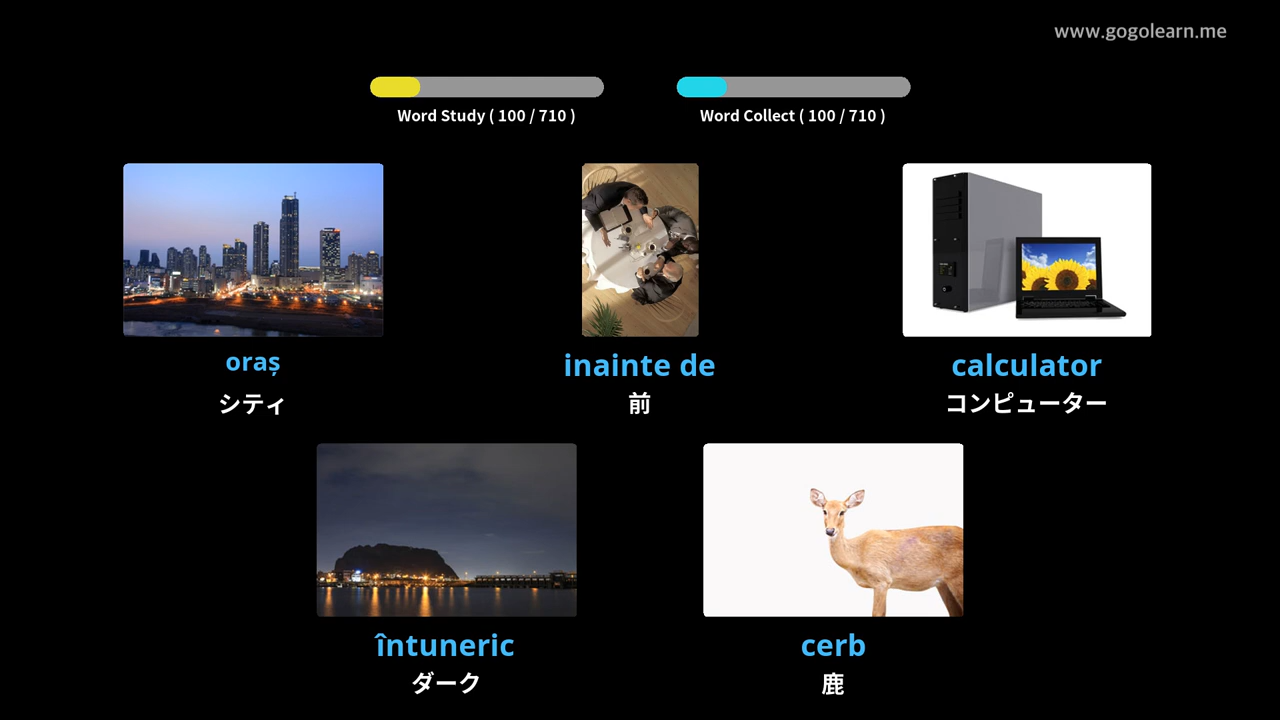 www.gogolearn.me
Word Study ( 100 / 710 )
Word Collect ( 100 / 710 )
oraș
シティ
inainte de
前
calculator
コンピューター
întuneric
ダーク
cerb
鹿